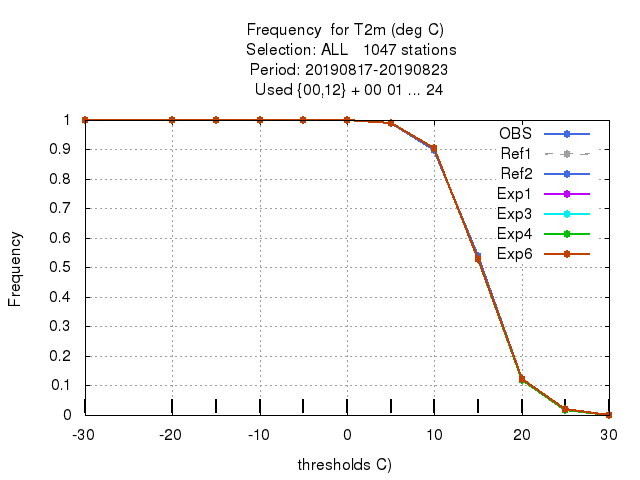 Frequency  for T2m (deg C)
Selection: ALL   1047 stations
Period: 20190817-20190823
Used {00,12} + 00 01 ... 24
OBS
Ref1
Ref2
Exp1
Exp3
Exp4
Exp6
1
0.9
0.8
0.7
0.6
0.5
0.4
0.3
0.2
0.1
0
Frequency
-30 -20 -10 0 10 20 30
thresholds C)